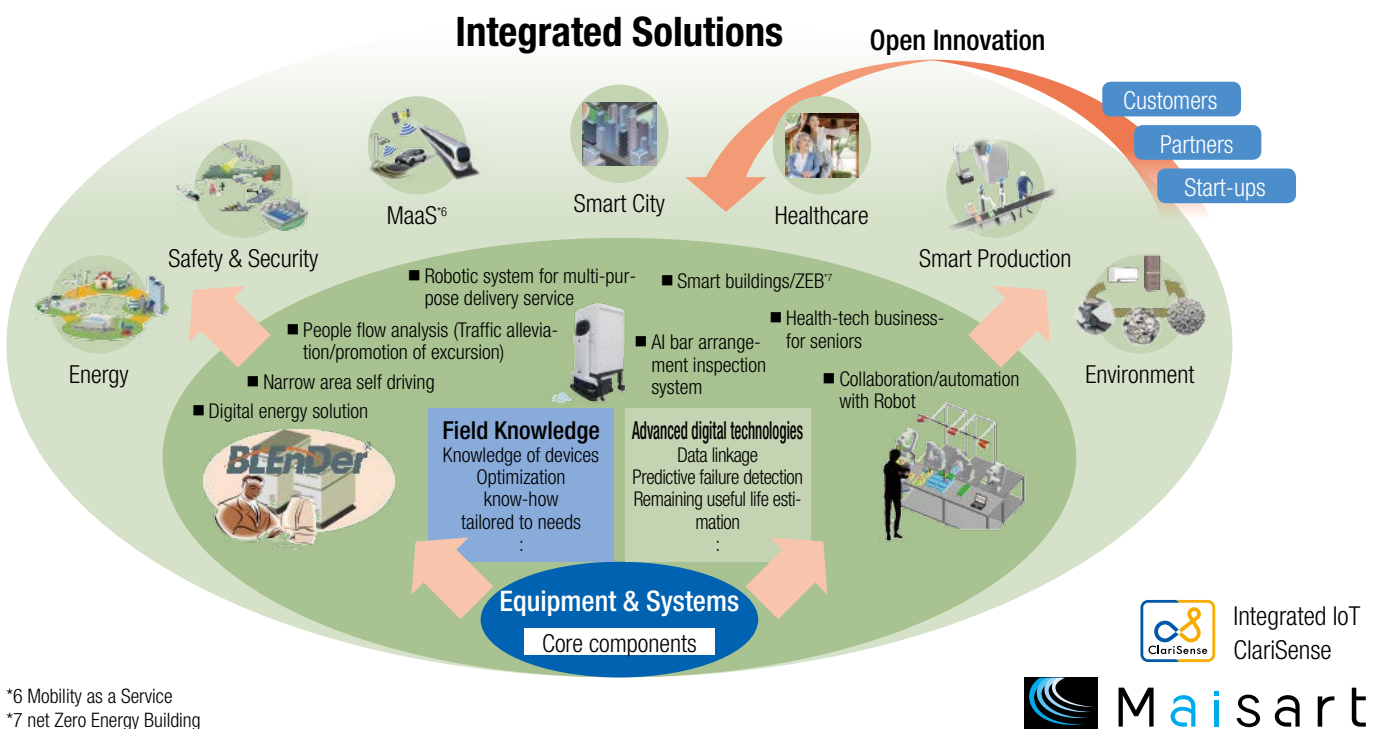 Integrated Solutions
Open Innovation
Customers
Partners
Start-ups
Energy
Safety & Security
MaaS*6
Smart City
Healthcare
Smart Production
Environment
■ Robotic system for multi-pur-
pose delivery service
■ Smart buildings/ZEB*7
■ People flow analysis (Traffic allevia-
tion/promotion of excursion)
■ AI bar arrange-
ment inspection
system
■ Health-tech business-
for seniors
■ Narrow area self driving
■ Collaboration/automation
with Robot
■ Digital energy solution
BLEnDer
Field Knowledge
Knowledge of devices
Optimization
know-how
tailored to needs
:
Advanced digital technologies
Data linkage
Predictive failure detection
Remaining useful life esti-
mation
:
Equipment & Systems
Core components
ClariSense
Integrated IoT
ClariSense
Maisart
*6 Mobility as a Service
*7 net Zero Energy Building